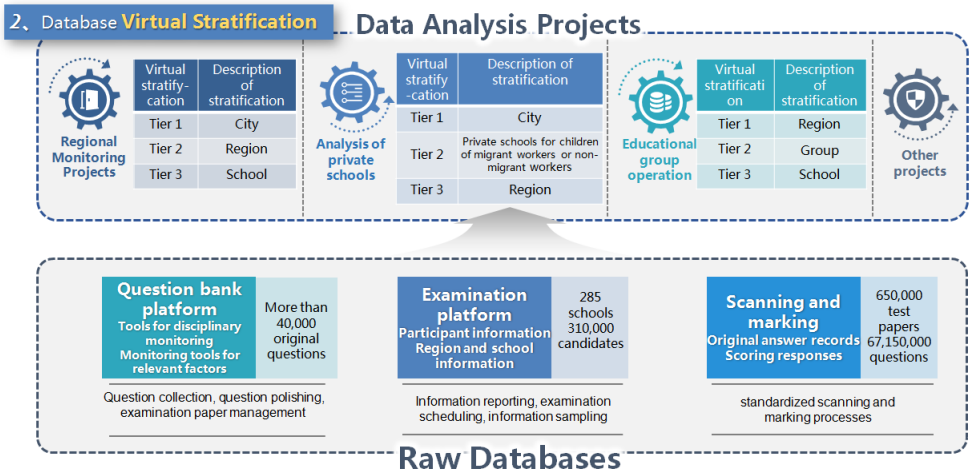 2、Database Virtual Stratification
Data Analysis Projects
Regional
Monitoring
Projects
Virtual
stratify-
cation
Description
of
stratification
Tier 1
City
Tier 2
Region
Tier 3
School
Analysis of
private
schools
Virtual
stratify
-cation
Description of
stratification
Tier 1
City
Tier 2
Private schools for children
of migrant workers or non-
migrant workers
Tier 3
Region
Educational
group
operation
Virtual
stratificati
on
Description
of
stratification
Tier 1
Region
Tier 2
Group
Tier 3
School
Other
projects
Question bank
platform
Tools for disciplinary
monitoring
Monitoring tools for
relevant factors
More than
40,000
original
questions
Question collection, question polishing,
examination paper management
Examination
platform
Participant information
Region and school
information
285
schools
310,000
candidates
Information reporting, examination
scheduling, information sampling
Scanning and
marking
Original answer records
Scoring responses
650,000
test
papers
67,150,000
questions
standardized scanning and
marking processes
Raw Databases